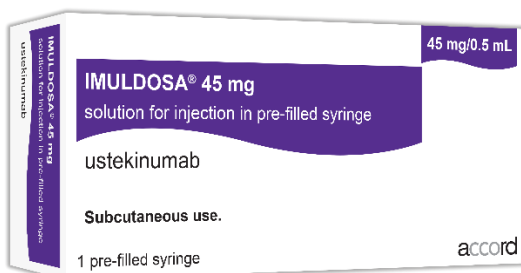 IMULDOSA® 45 mg
solution for injection in pre-filled syringe
ustekinumab
45 mg/0.5 mL
IMULDOSA® 45 mg
solution for injection in pre-filled syringe
ustekinumab
Subcutaneous use.
1 pre-filled syringe
accord